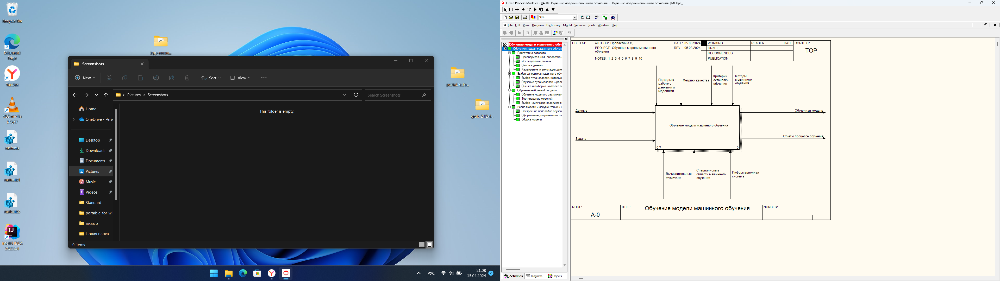 Recycle Bin
Microsoft
Edge
Yandex
VLC media
player
rusfonts
rusfonts1
rusfonts3
IntelliJ IDEA
2023.3.4
trpp-secon...
portable_fo...
grub-2.12-f...
Screenshots
New
Sort
View
Pictures
Screenshots
Search Screenshots
Home
OneDrive - Perso
Desktop
Downloads
Documents
Pictures
Music
Videos
Standard
portable_for_wi
аждыр
Новая папка
This folder is empty.
0 items
РУС
21:08
15.04.2024
2
ERwin Process Modeler - [(A-0) Обучение модели машинного обучения - Обучение модели машинного обучения [ML.bp1]]
90%
File Edit View Diagram Dictionary Model Services Tools Window Help
Обучение модели машинного обу
Обучение модели машинного обучен
Подготовка датасета
Предварительная обработка д
Исследование данных
Очистка данных
Расширение и аннотация данн
Выбор алгоритма машинного обу
Выбор пула моделей, которые
Обучение пула моделей С разл
Оценка и выборка наиболее по
Обучение выбранной модели
Обучение модели с различным
Тестирование моделей
Выбор наилучшей модели по м
Релиз модели и документации к н
Построение пайплайна обучен
Оформление документации о п
Сборка модели
Activities
Diagrams
Objects
USED AT:
AUTHOR: Пропастин А.Ф,
DATE: 05.03.2024
PROJECT: Обучение модели машинного
обучения
REV: 05.03.2024
NOTES: 1 2 3 4 5 6 7 8 9 10
WORKING
DRAFT
RECOMMENDED
PUBLICATION
READER
DATE
CONTEXT:
TOP
Подходы к
работе с
данными и
моделями
Метрики качества
Критерии
остановки
обучения
Методы
машинного
обучения
Данные
Задача
Обучение модели машинного обучения
0 ?
0
Обученная модель
Отчёт о процессе обучения
Вычислительные
мощности
Специалисты в
области машинного
обучения
Информационная
система
NODE:
A-0
TITLE:
Обучение модели машинного обучения
NUMBER: